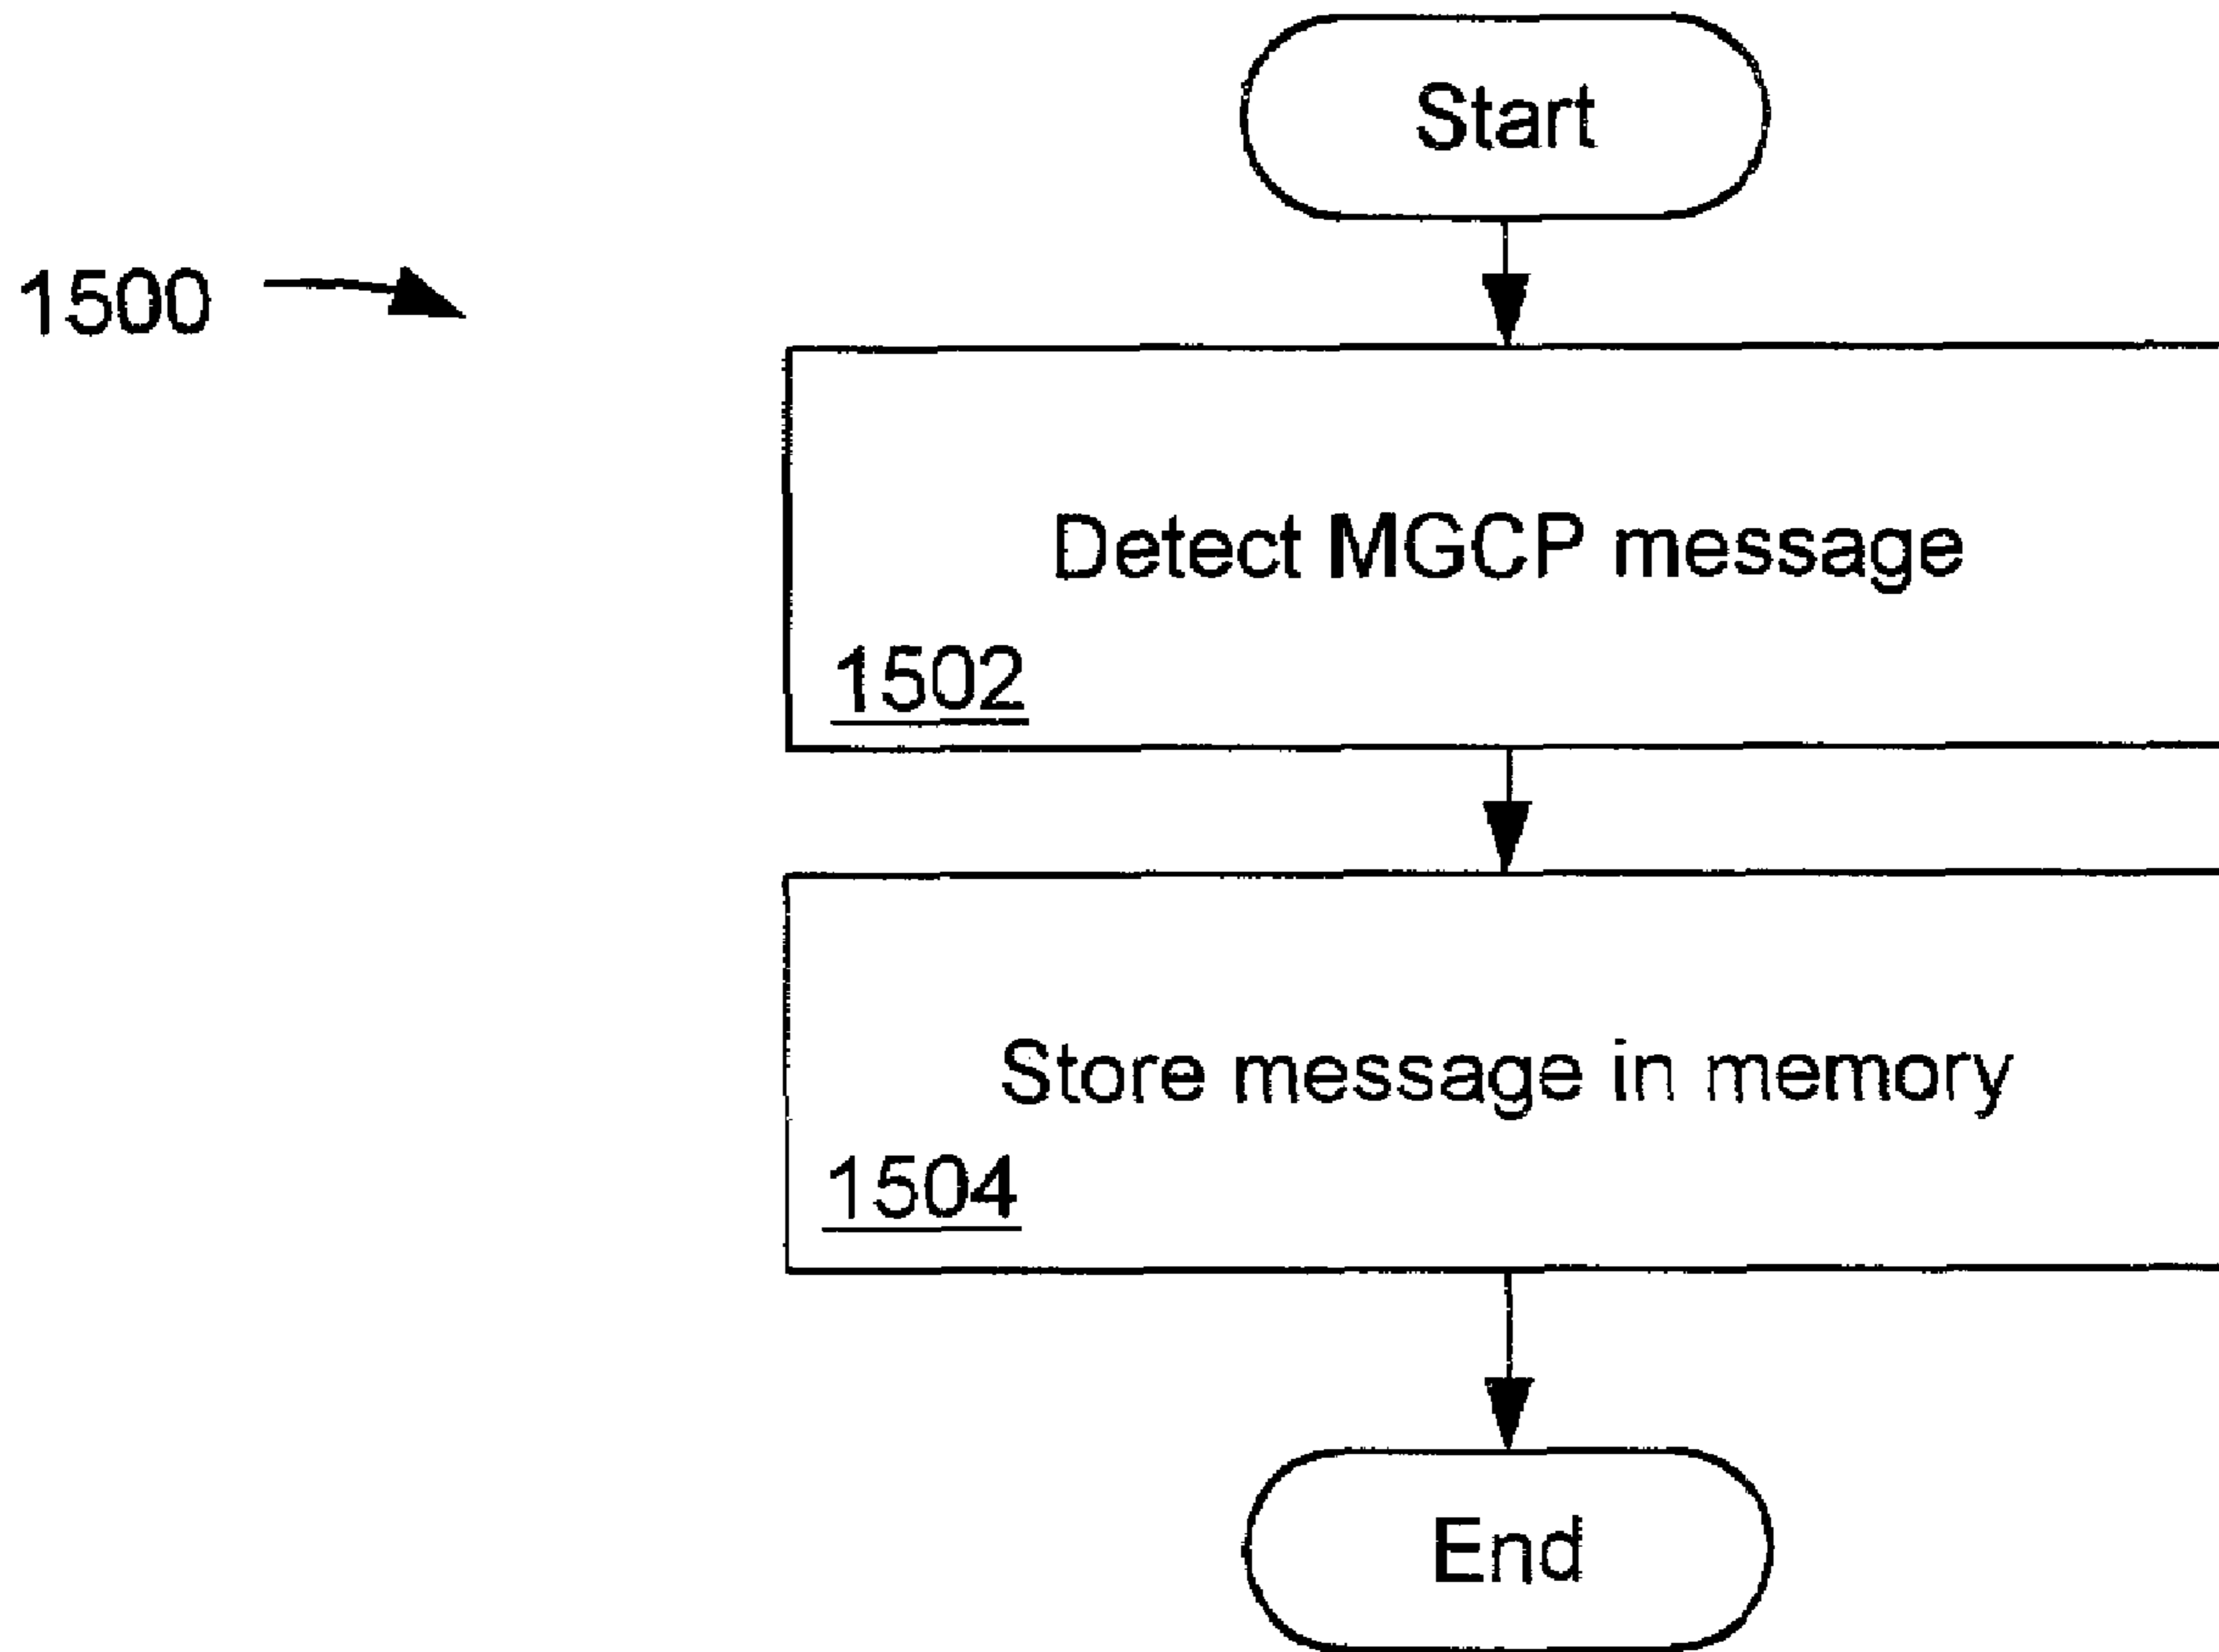 Start
1500
Detect MGCP message
1502
Store message in memory
1504
End